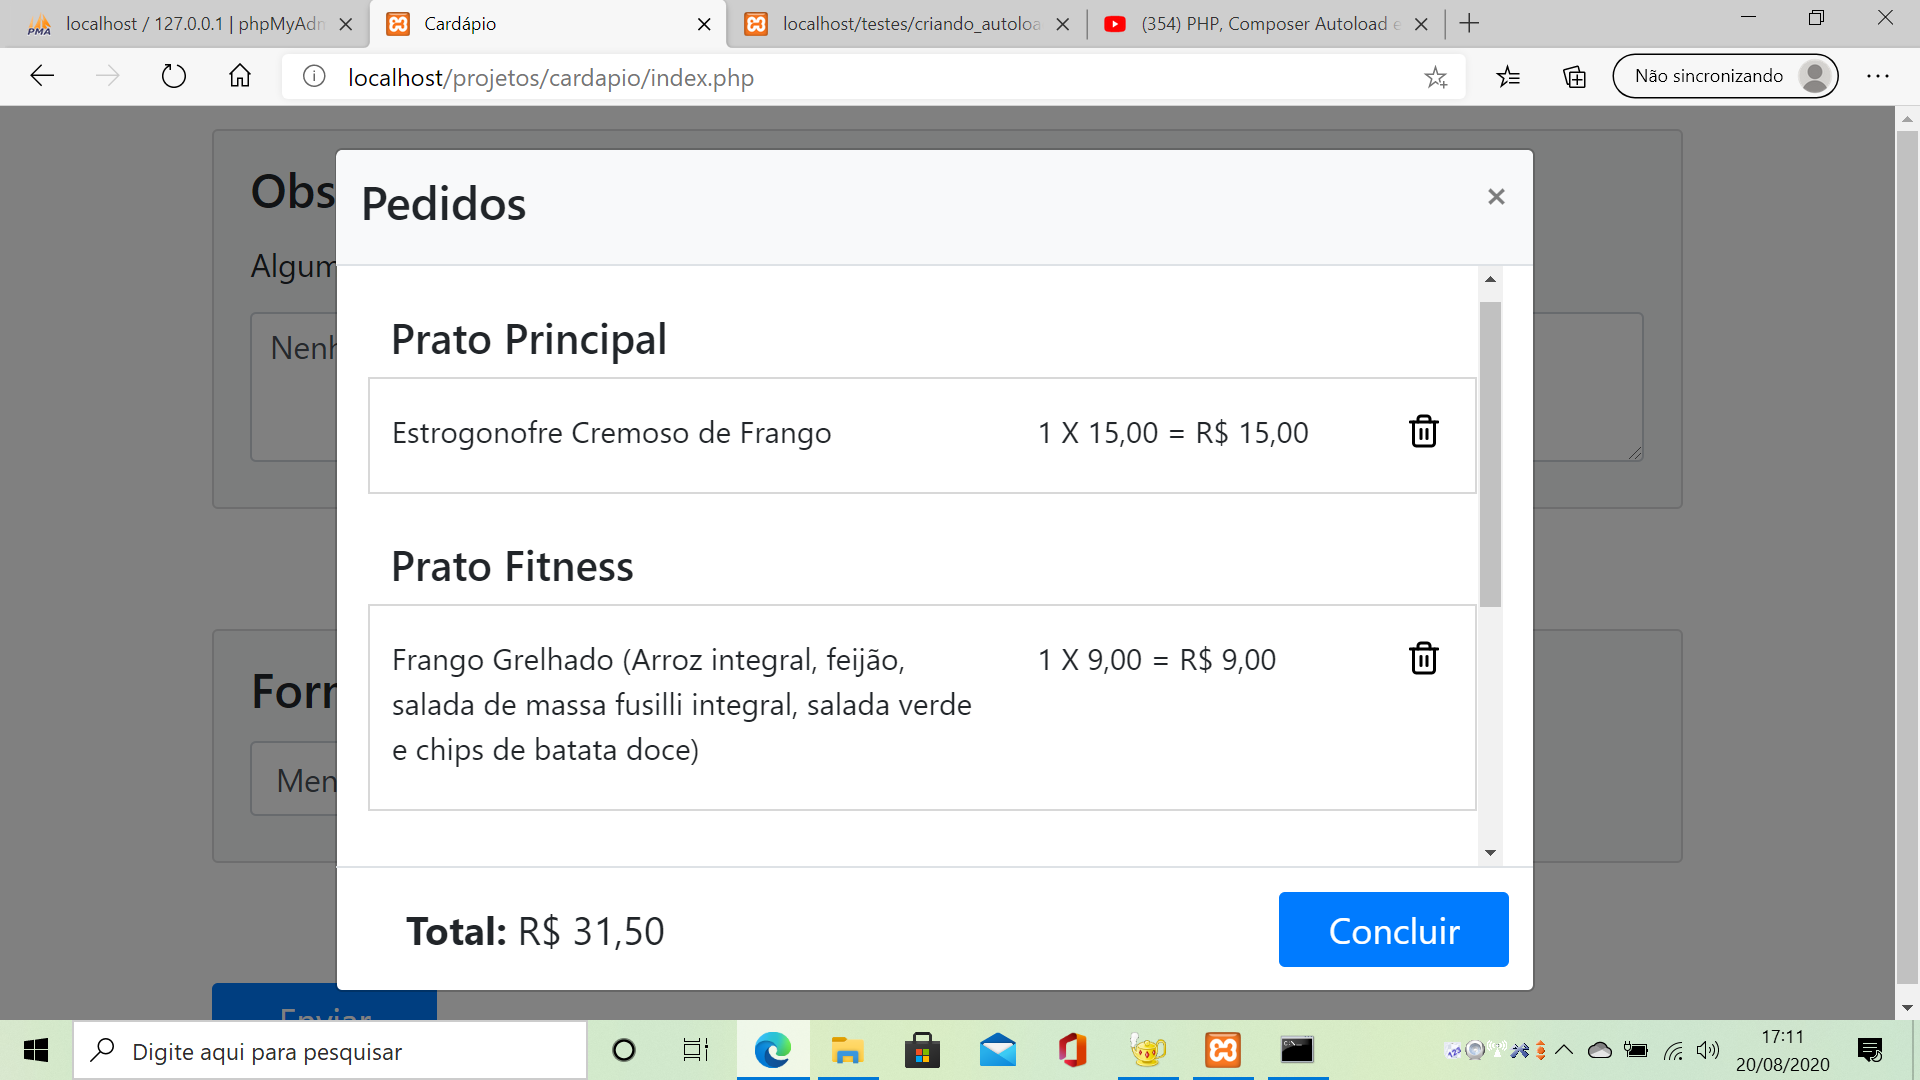 localhost / 127.0.0.1 | phpMyAdm
Cardápio
localhost/testes/criando_autoloa
(354) PHP, Composer Autoload e
localhost/projetos/cardapio/index.php
Não sincronizando
Obs
Pedidos
×
Algum
Nenh
Prato Principal
Estrogonofre Cremoso de Frango
1 X 15,00 = R$ 15,00
Prato Fitness
Frango Grelhado (Arroz integral, feijão,
salada de massa fusilli integral, salada verde
e chips de batata doce)
1 X 9,00 = R$ 9,00
Form
Men
Total: R$ 31,50
Concluir
Enviar
Digite aqui para pesquisar
17:11
20/08/2020